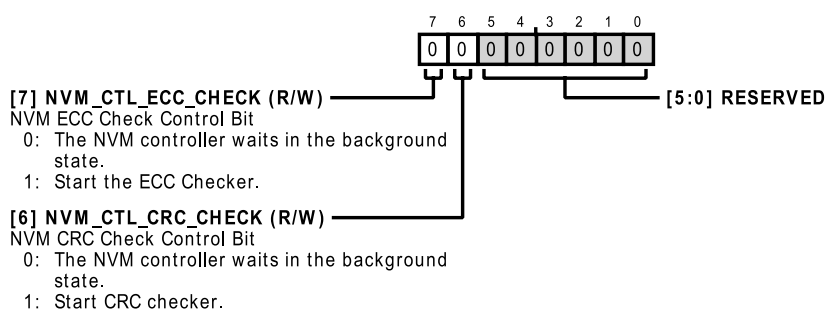 7 6 5 4 3 2 1 0
0 0 0 0 0 0 0 0
[7] NVM_CTL_ECC_CHECK (R/W)
[5:0] RESERVED
NVM ECC Check Control Bit
0: The NVM controller waits in the background
state.
1: Start the ECC Checker.
[6] NVM_CTL_CRC_CHECK (R/W)
NVM CRC Check Control Bit
0: The NVM controller waits in the background
state.
1: Start CRC checker.